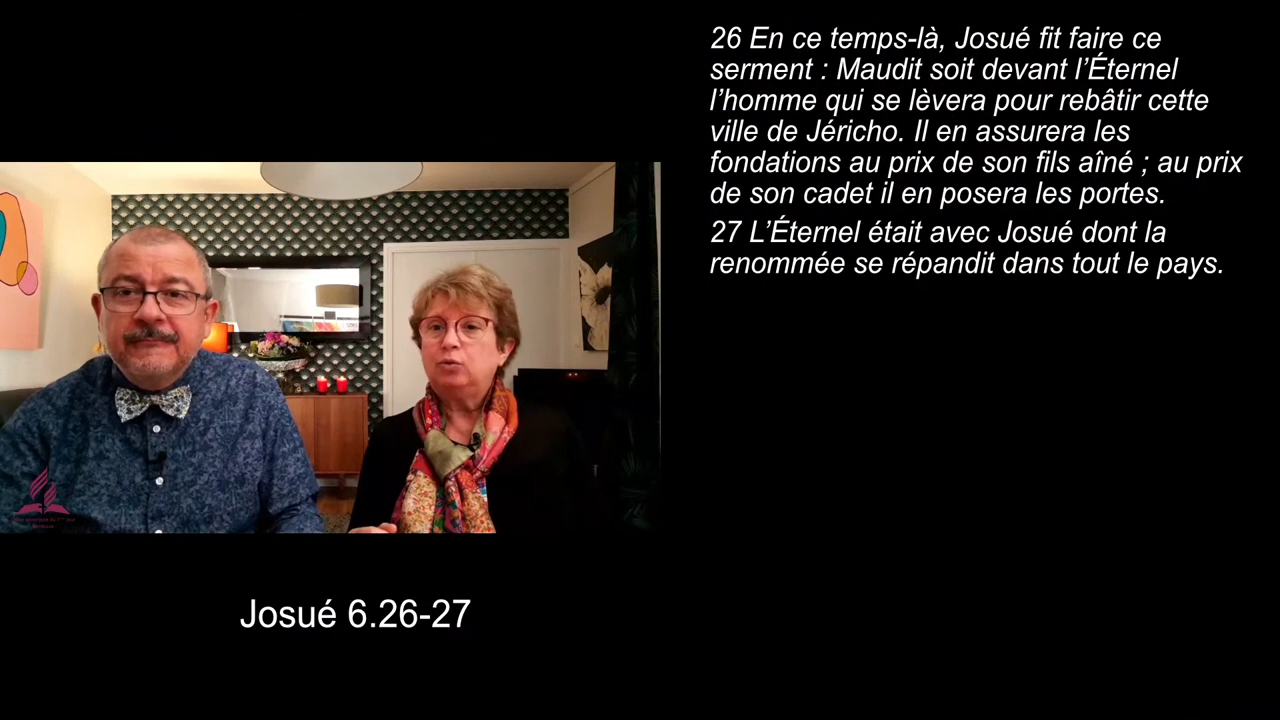 26 En ce temps-là, Josué fit faire ce
serment : Maudit soit devant l’Éternel
l’homme qui se lèvera pour rebâtir cette
ville de Jéricho. Il en assurera les
fondations au prix de son fils aîné ; au prix
de son cadet il en posera les portes.
27 L’Éternel était avec Josué dont la
renommée se répandit dans tout le pays.
Josué 6.26-27